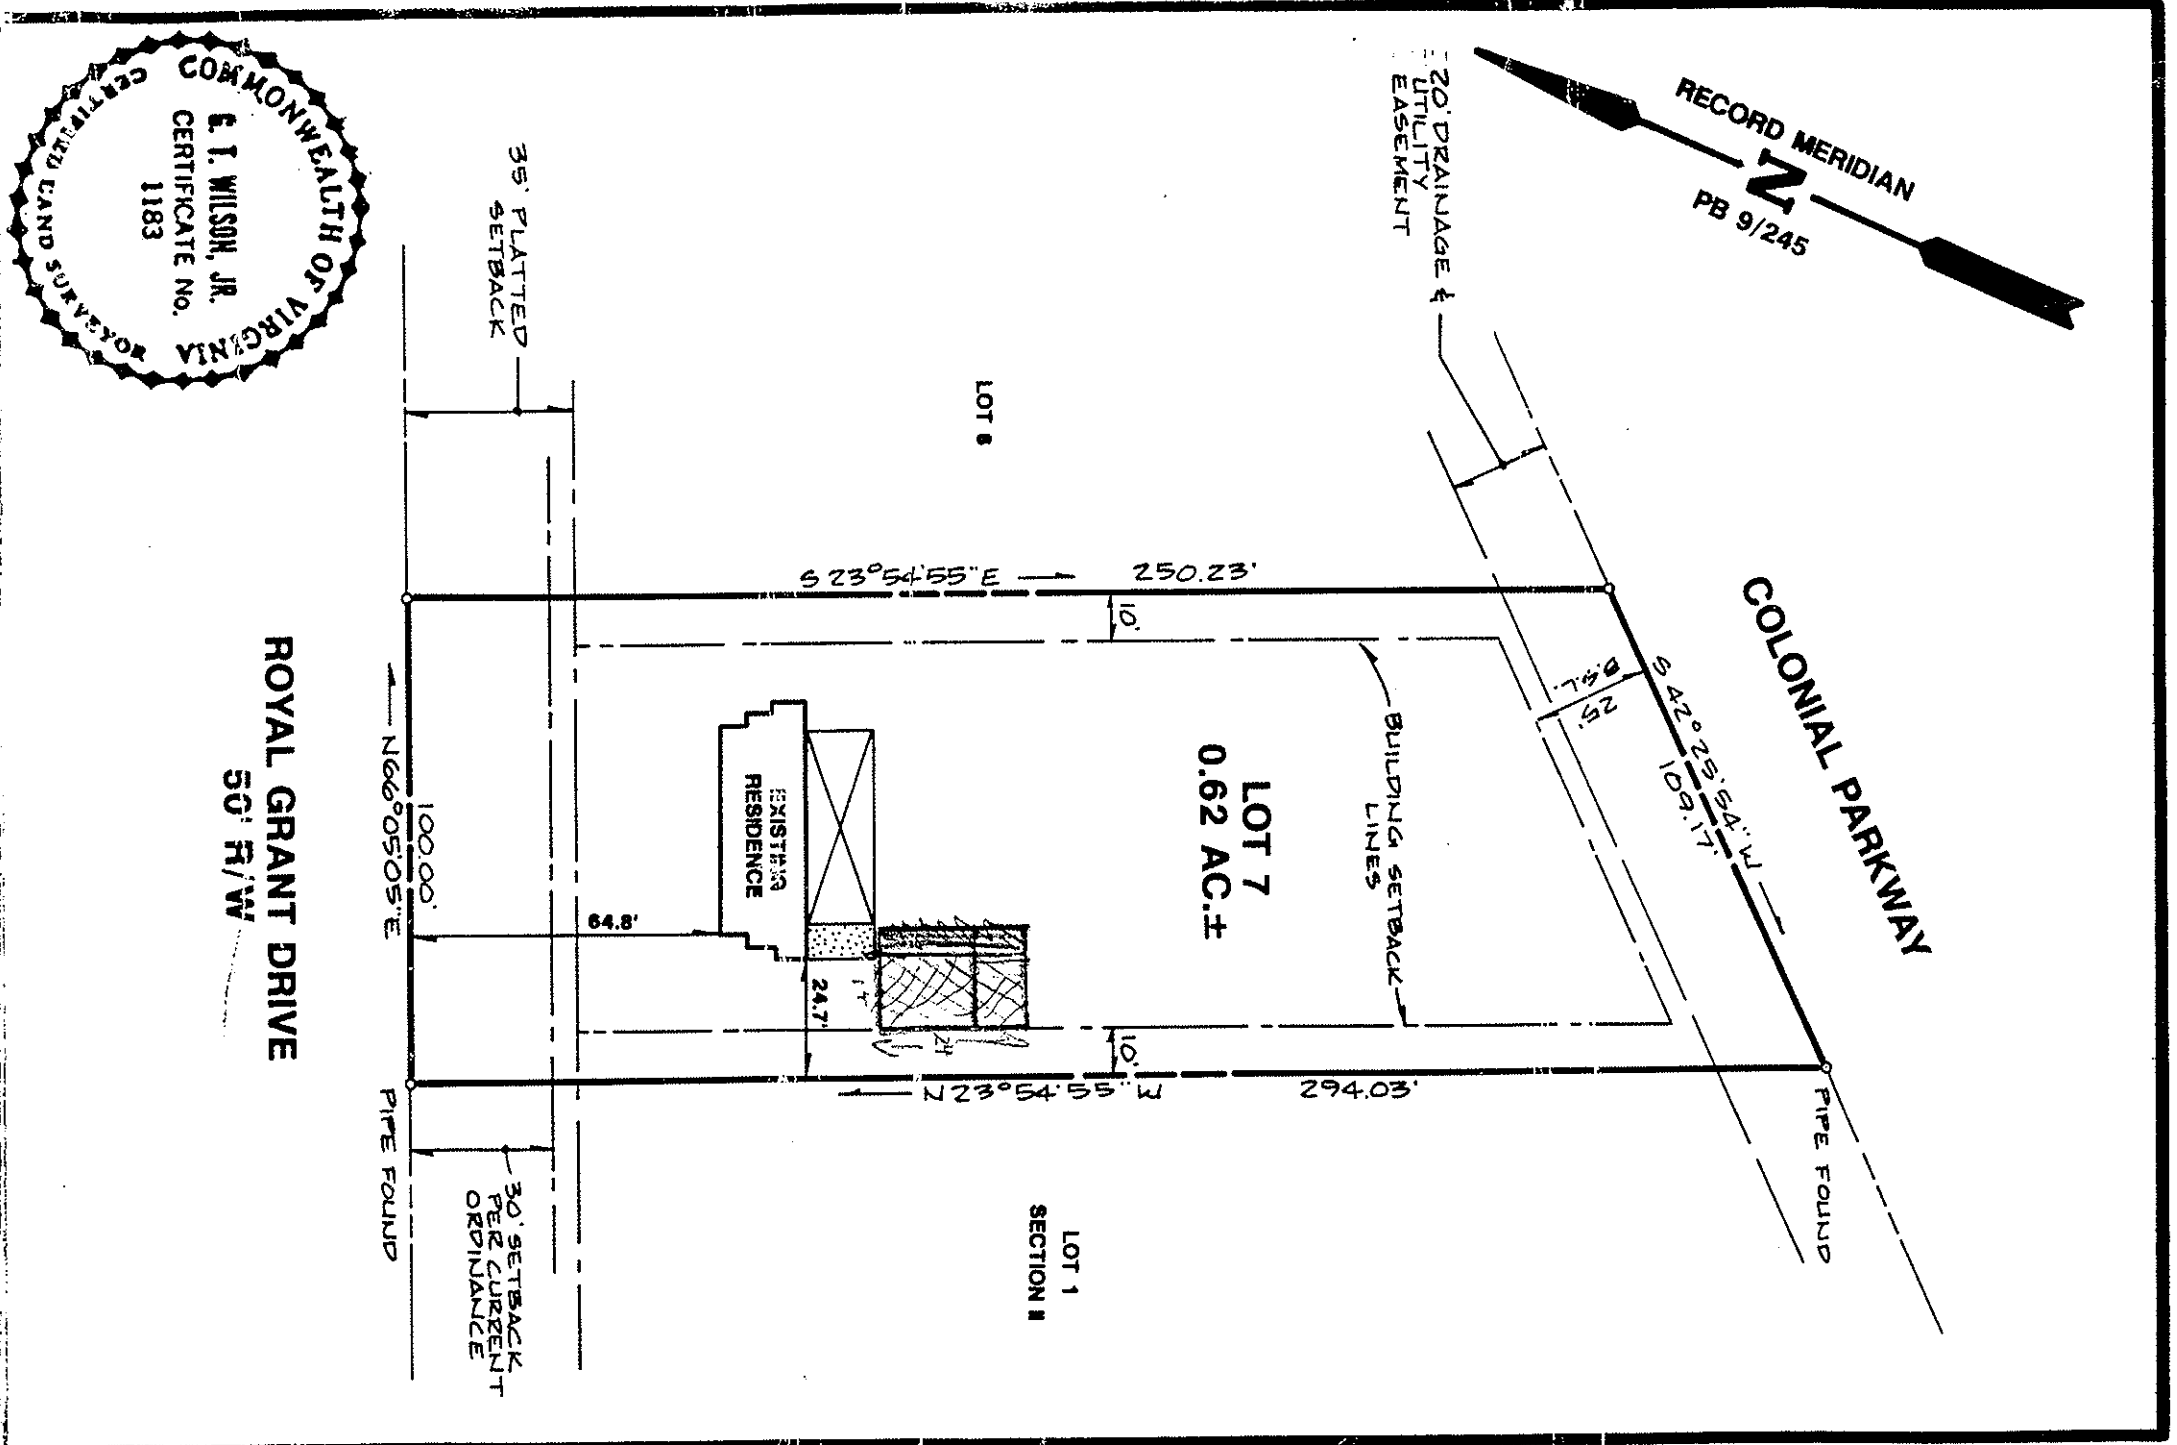 COMMONWEALTH OF VIRGINIA
CERTIFIED LAND SURVEYOR
E. T. WILSON, JR.
CERTIFICATE No.
1183
RECORD MERIDIAN
N
PB 9/245
20' DRAINAGE &
UTILITY
EASEMENT
35' PLATTED
SETBACK
LOT 6
COLONIAL PARKWAY
S 42°25'54" W
109.17'
25'
B.S.L.
S 23°54'55" E
250.23'
10'
BUILDING SETBACK
LINES
LOT 7
0.62 AC.±
EXISTING
RESIDENCE
64.8'
24.7'
24'
10'
N 23°54'55" W
294.03'
100.00'
N66°05'05"E
ROYAL GRANT DRIVE
50' R/W
PIPE FOUND
PIPE FOUND
30' SETBACK
PER CURRENT
ORDINANCE
LOT 1
SECTION II